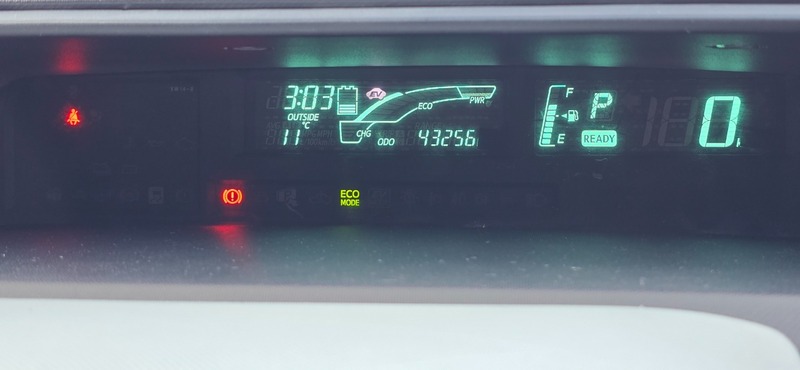 3:03
OUTSIDE
°C
11
EV
ECO
PWR
CHG
ODO 43256
F
E
P
READY
0
ECO
MODE